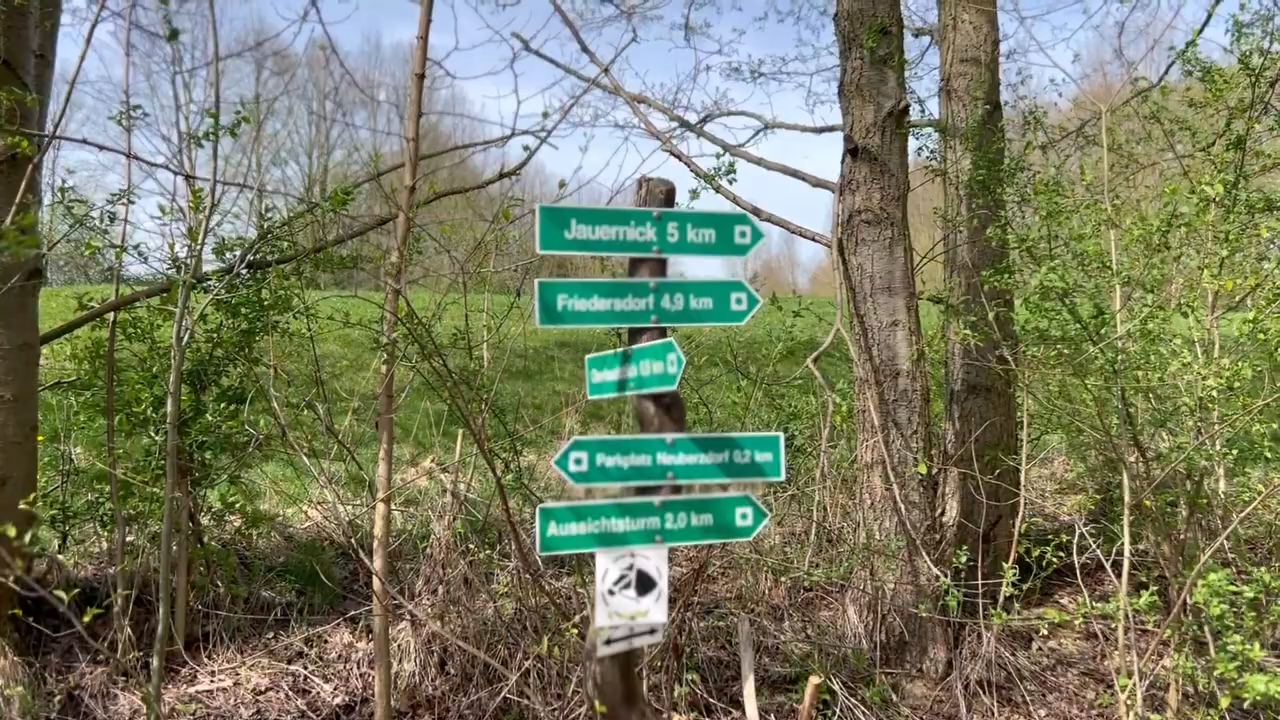 Jauernick 5 km
Friedersdorf 4,9 km
Parkplatz Neuberzdorf 0,2 km
Aussichtsturm 2,0 km